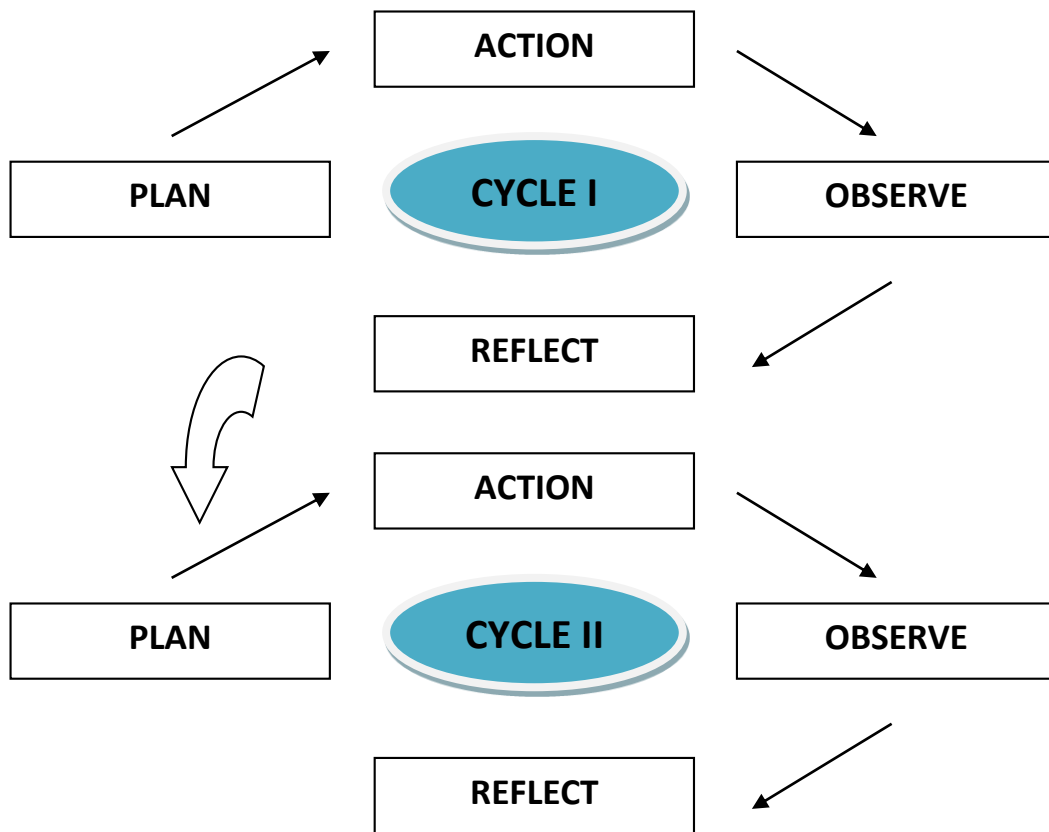 ACTION
PLAN
CYCLE I
OBSERVE
REFLECT
ACTION
PLAN
CYCLE II
OBSERVE
REFLECT